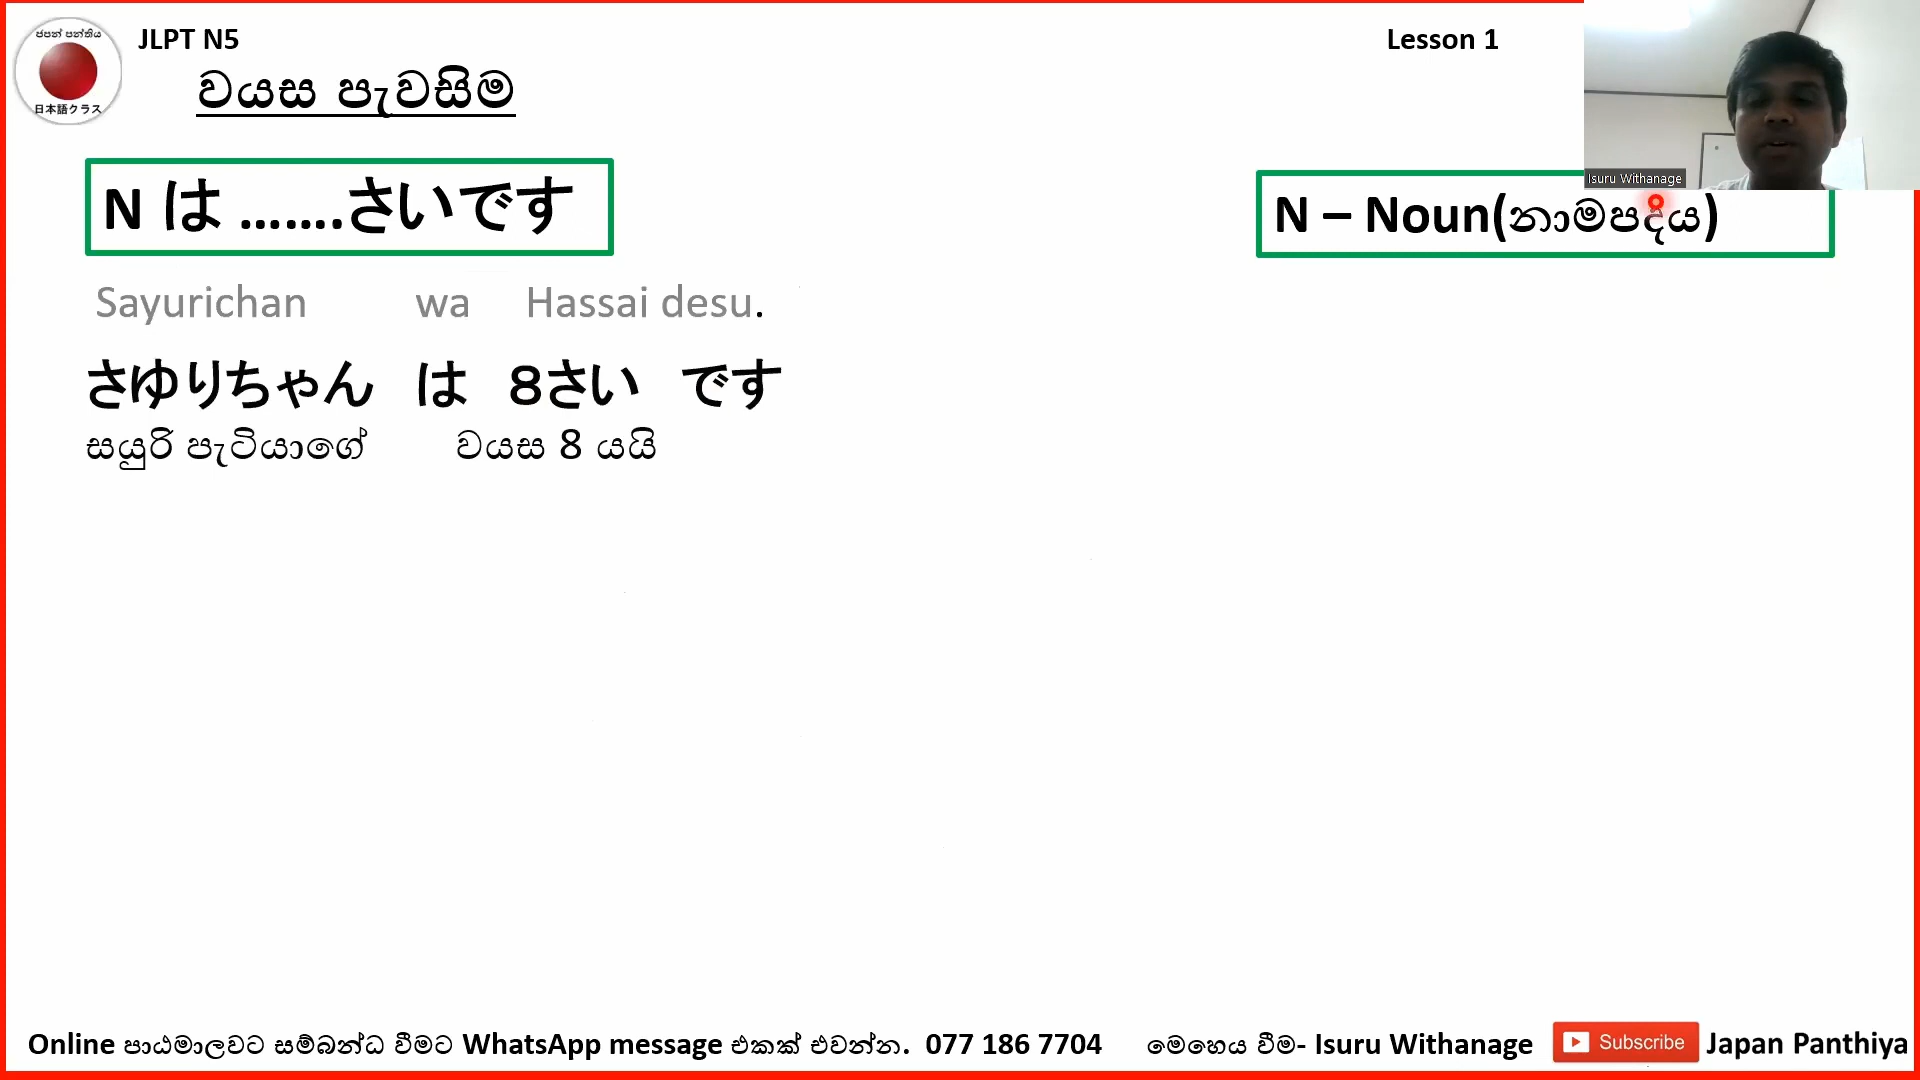 ජපන් පන්තිය
日本語クラス
JLPT N5
Lesson 1
වයස පැවසීම
N は .......さいです
Isuru Withanage
N – Noun(නාමපදය)
Sayurichan wa Hassai desu.
さゆりちゃん は 8さい です
සයුරි පැටියාගේ වයස 8 යයි
Online පාඨමාලවට සම්බන්ධ වීමට WhatsApp message එකක් එවන්න. 077 186 7704 මෙහෙය වීම- Isuru Withanage Subscribe Japan Panthiya